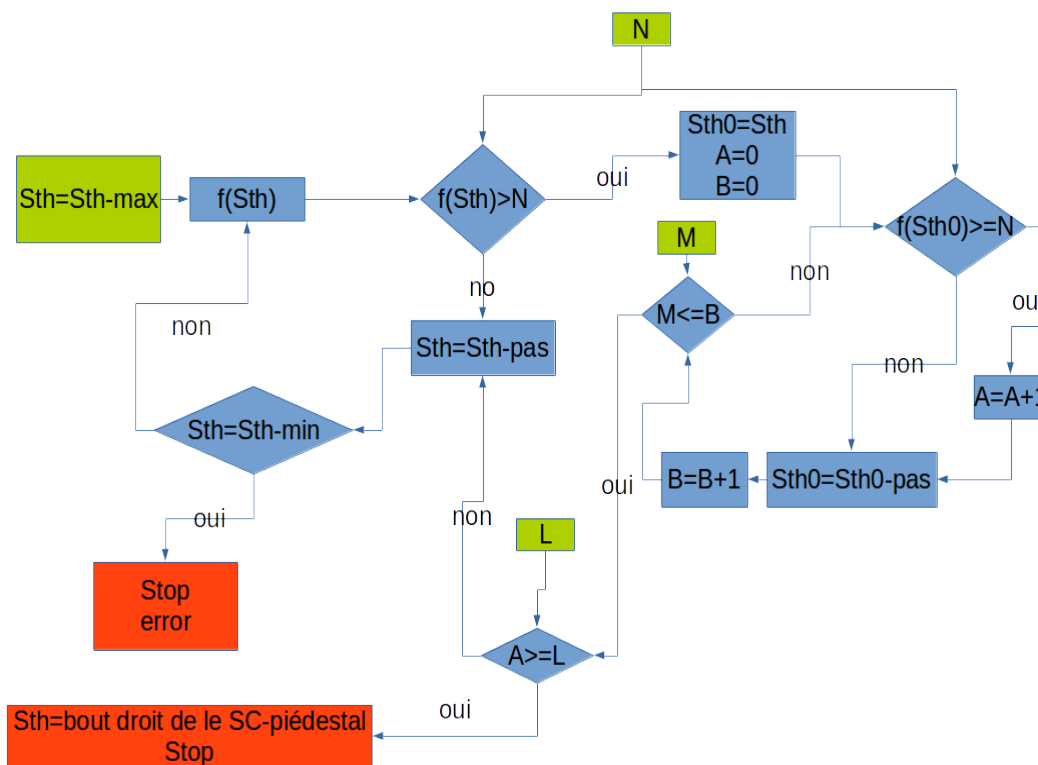 N
Sth0=Sth
A=0
B=0
Sth=Sth-max
f(Sth)
f(Sth)>N
oui
f(Sth0)>=N
M
non
no
M<=B
ou
non
Sth=Sth-pas
non
A=A+1
Sth=Sth-min
oui
B=B+1
Sth0=Sth0-pas
non
oui
L
Stop
error
A>=L
oui
Sth=bout droit de le SC-piédestal
Stop